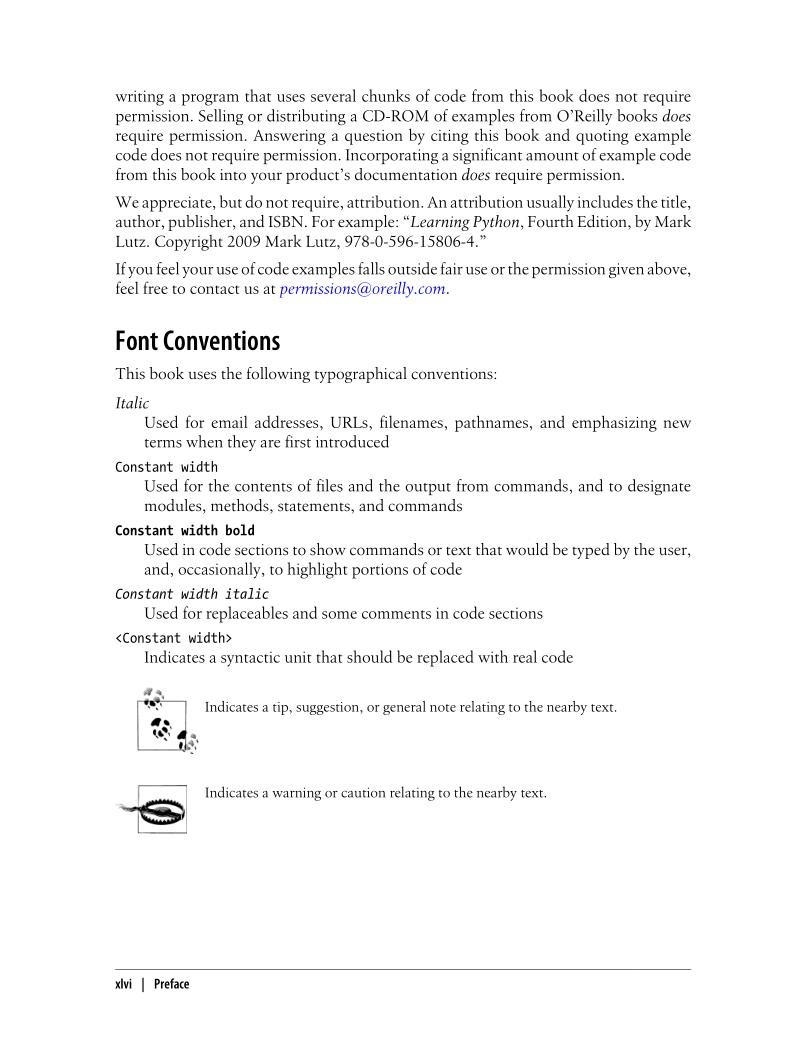 writing a program that uses several chunks of code from this book does not require
permission. Selling or distributing a CD-ROM of examples from O’Reilly books does
require permission. Answering a question by citing this book and quoting example
code does not require permission. Incorporating a significant amount of example code
from this book into your product’s documentation does require permission.
We appreciate, but do not require, attribution. An attribution usually includes the title,
author, publisher, and ISBN. For example: “Learning Python, Fourth Edition, by Mark
Lutz. Copyright 2009 Mark Lutz, 978-0-596-15806-4.”
If you feel your use of code examples falls outside fair use or the permission given above,
feel free to contact us at permissions@oreilly.com.
Font Conventions
This book uses the following typographical conventions:
Italic
Used for email addresses, URLs, filenames, pathnames, and emphasizing new
terms when they are first introduced
Constant width
Used for the contents of files and the output from commands, and to designate
modules, methods, statements, and commands
Constant width bold
Used in code sections to show commands or text that would be typed by the user,
and, occasionally, to highlight portions of code
Constant width italic
Used for replaceables and some comments in code sections
<Constant width>
Indicates a syntactic unit that should be replaced with real code
Indicates a tip, suggestion, or general note relating to the nearby text.
Indicates a warning or caution relating to the nearby text.
xlvi | Preface